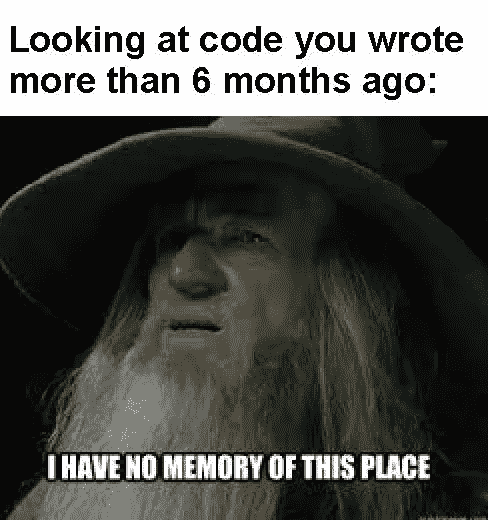 Looking at code you wrote
more than 6 months ago:
I HAVE NO MEMORY OF THIS PLACE